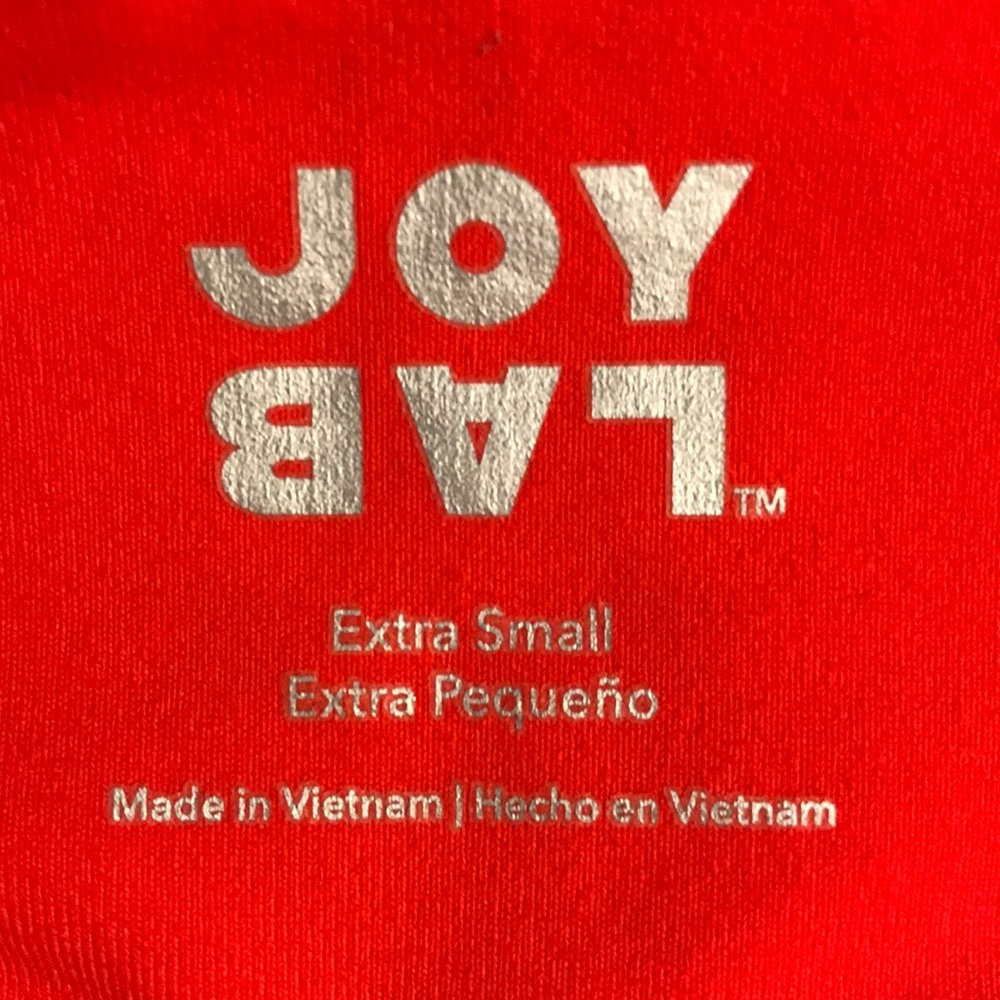 JOY
LAB™
Extra Small
Extra Pequeño
Made in Vietnam | Hecho en Vietnam